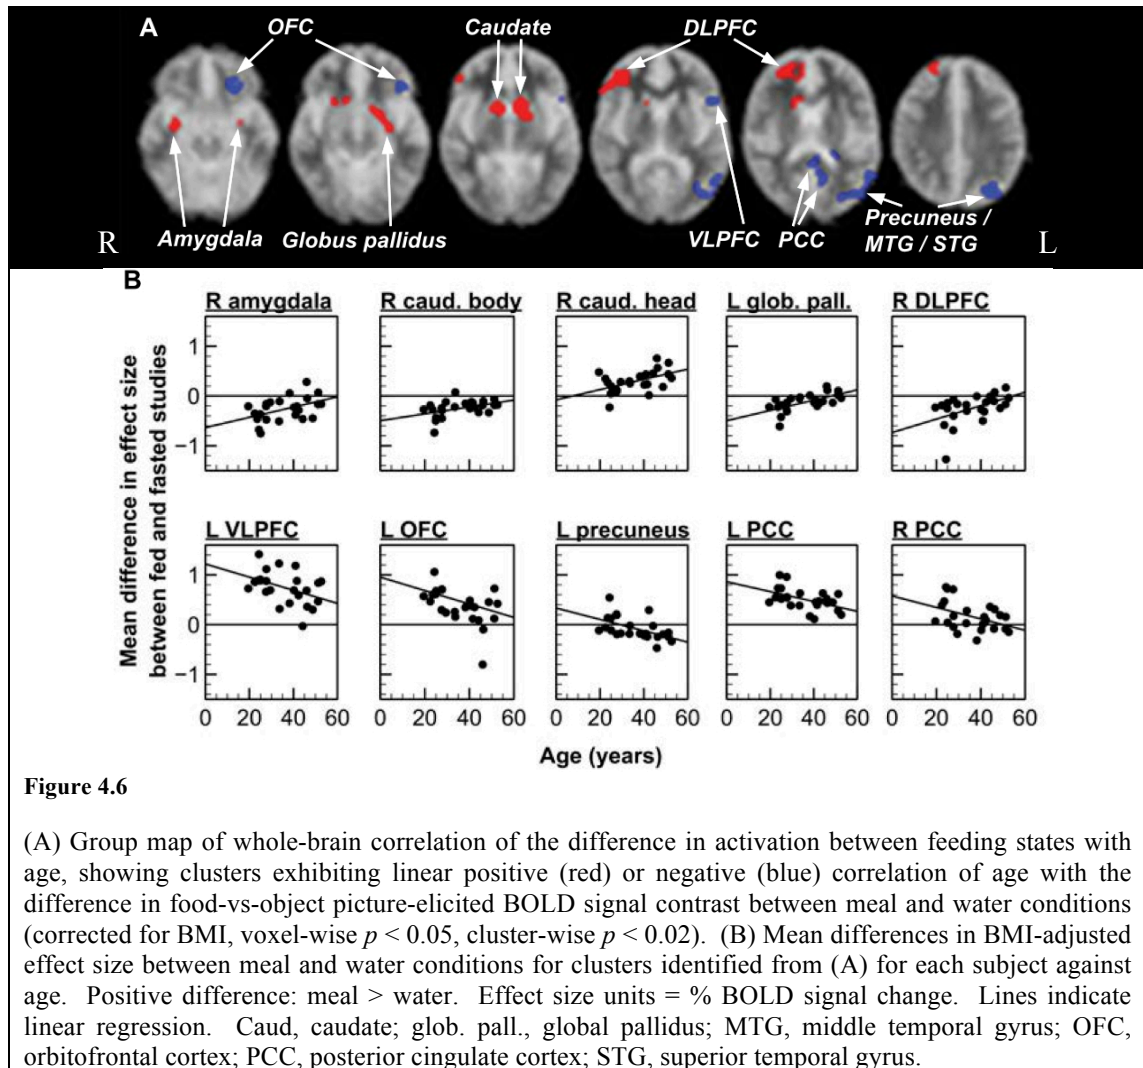 A OFC Caudate DLPFC
R Amygdala Globus pallidus VLPFC PCC Precuneus / MTG / STG L
B
R amygdala R caud. body R caud. head L glob. pall. R DLPFC
1
0
−1
L VLPFC L OFC L precuneus L PCC R PCC
1
0
−1
Mean difference in effect size
between fed and fasted studies
0 20 40 60 0 20 40 60 0 20 40 60 0 20 40 60 0 20 40 60
Age (years)
Figure 4.6
(A) Group map of whole-brain correlation of the difference in activation between feeding states with
age, showing clusters exhibiting linear positive (red) or negative (blue) correlation of age with the
difference in food-vs-object picture-elicited BOLD signal contrast between meal and water conditions
(corrected for BMI, voxel-wise p < 0.05, cluster-wise p < 0.02). (B) Mean differences in BMI-adjusted
effect size between meal and water conditions for clusters identified from (A) for each subject against
age. Positive difference: meal > water. Effect size units = % BOLD signal change. Lines indicate
linear regression. Caud, caudate; glob. pall., global pallidus; MTG, middle temporal gyrus; OFC,
orbitofrontal cortex; PCC, posterior cingulate cortex; STG, superior temporal gyrus.